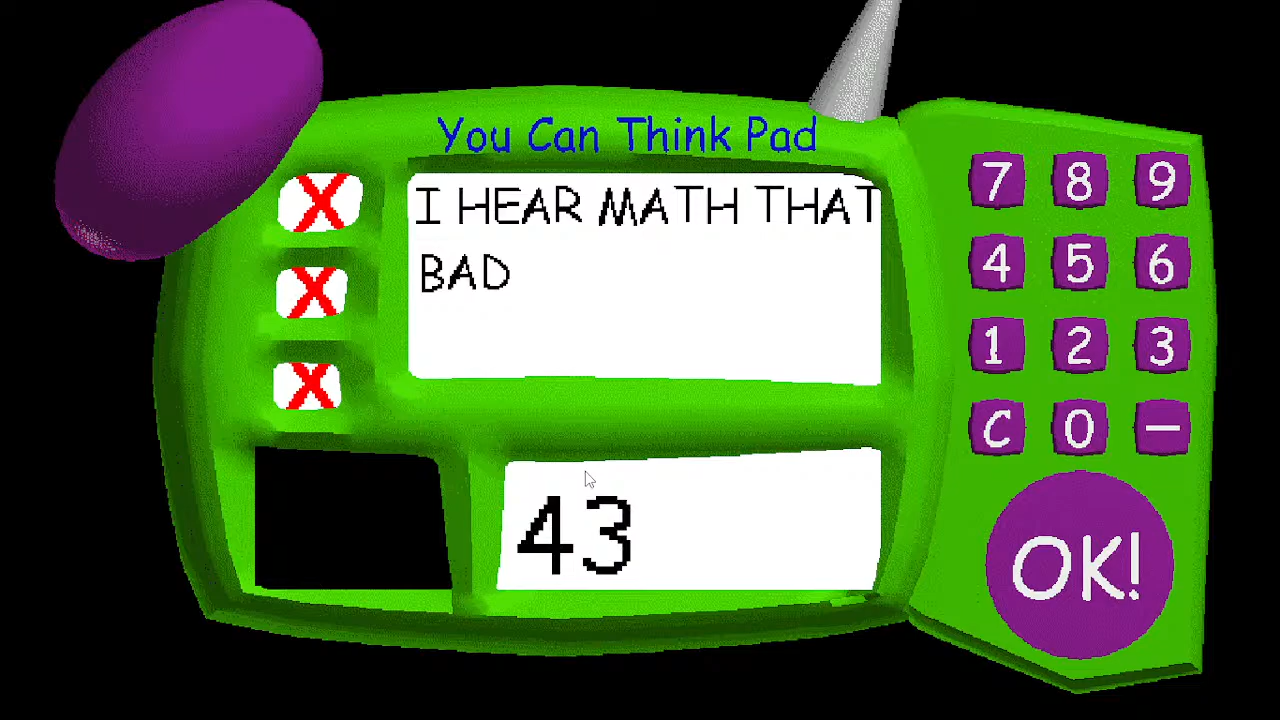 You Can Think Pad
X
I HEAR MATH THAT
BAD
X
X
43
7 8 9
4 5 6
1 2 3
C 0 −
OK!